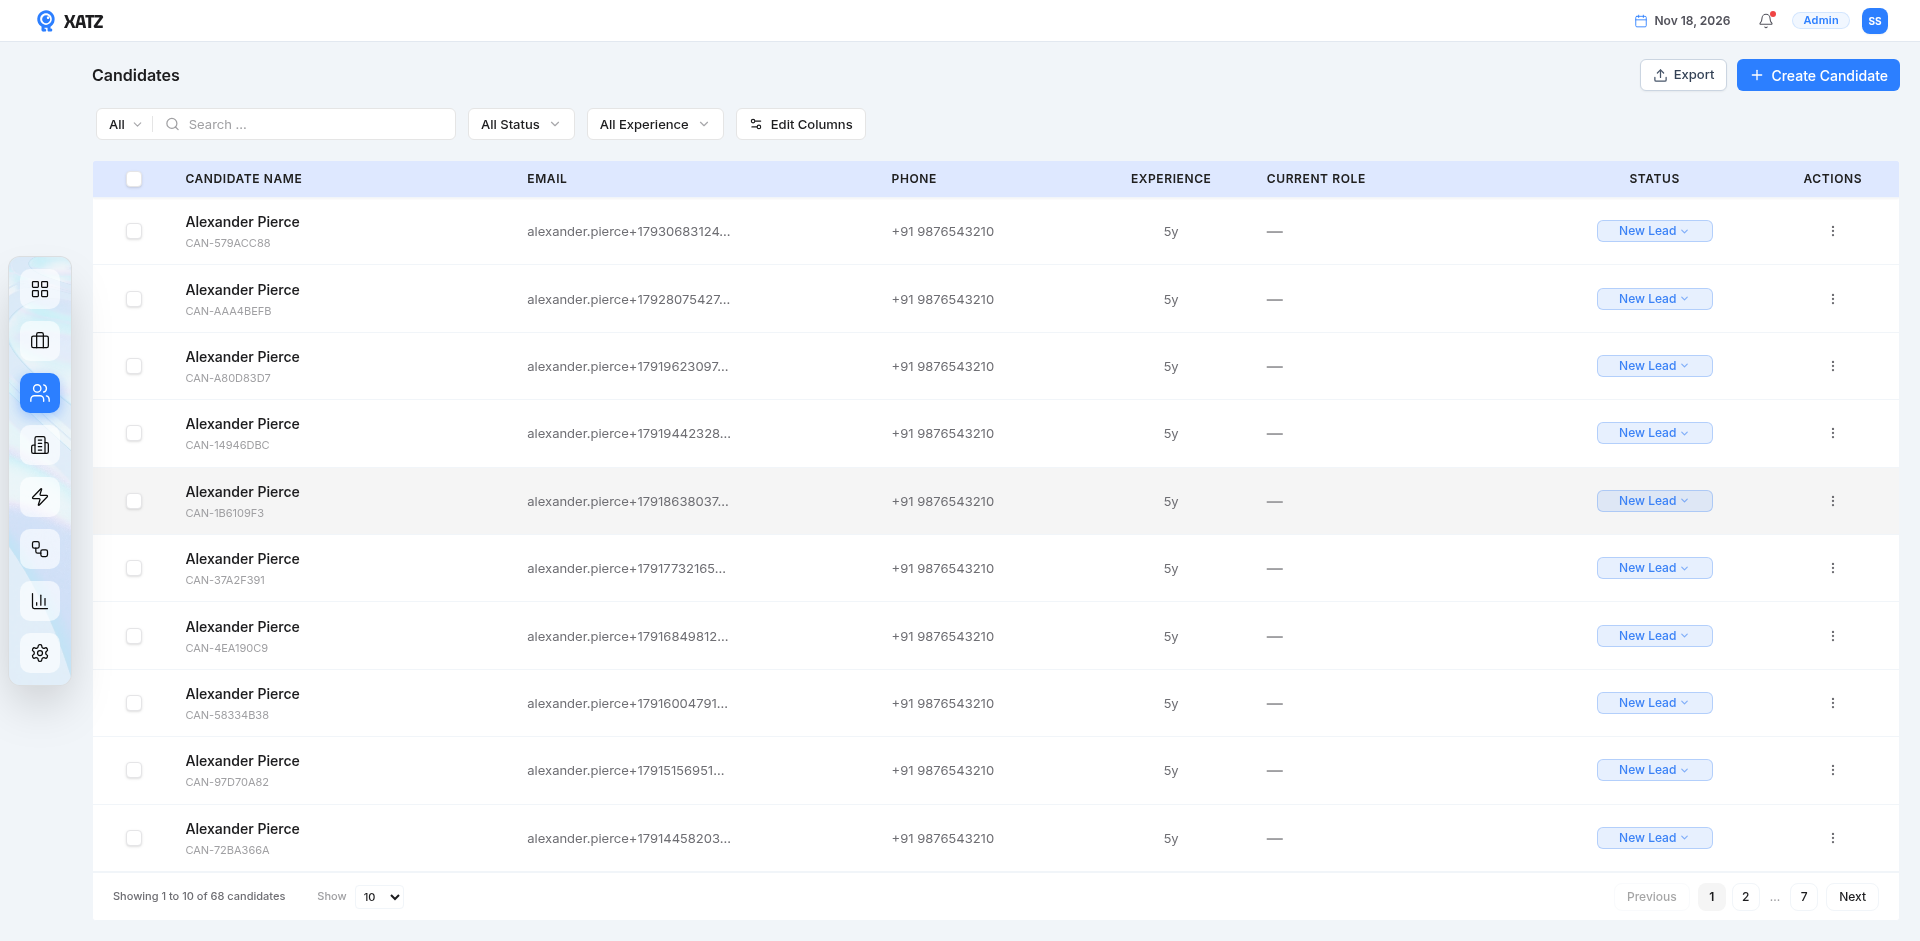 XATZ
Nov 18, 2026
Admin
SS
Candidates
Export
Create Candidate
All
Search ...
All Status
All Experience
Edit Columns
CANDIDATE NAME EMAIL PHONE EXPERIENCE CURRENT ROLE STATUS ACTIONS
Alexander Pierce
CAN-579ACC88
alexander.pierce+17930683124... +91 9876543210 5y — New Lead
Alexander Pierce
CAN-AAA4BEFB
alexander.pierce+17928075427... +91 9876543210 5y — New Lead
Alexander Pierce
CAN-A80D83D7
alexander.pierce+17919623097... +91 9876543210 5y — New Lead
Alexander Pierce
CAN-14946DBC
alexander.pierce+17919442328... +91 9876543210 5y — New Lead
Alexander Pierce
CAN-1B6109F3
alexander.pierce+17918638037... +91 9876543210 5y — New Lead
Alexander Pierce
CAN-37A2F391
alexander.pierce+17917732165... +91 9876543210 5y — New Lead
Alexander Pierce
CAN-4EA190C9
alexander.pierce+17916849812... +91 9876543210 5y — New Lead
Alexander Pierce
CAN-58334B38
alexander.pierce+17916004791... +91 9876543210 5y — New Lead
Alexander Pierce
CAN-97D70A82
alexander.pierce+17915156951... +91 9876543210 5y — New Lead
Alexander Pierce
CAN-72BA366A
alexander.pierce+17914458203... +91 9876543210 5y — New Lead
Showing 1 to 10 of 68 candidates
Show 10
Previous 1 2 ... 7 Next